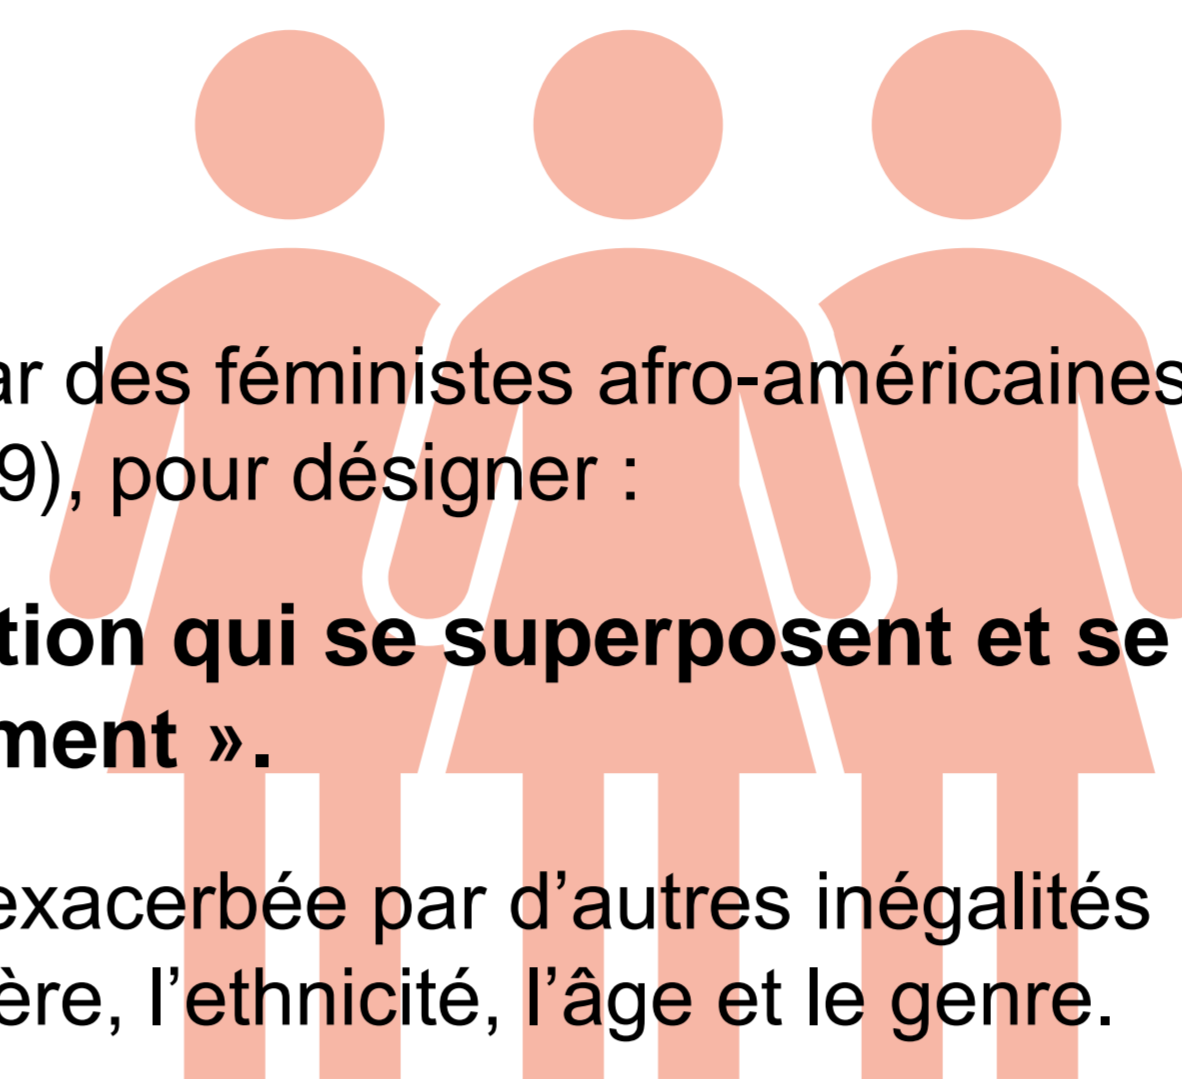 ar des féministes afro-américaines
9), pour désigner :
tion qui se superposent et se
ment ».
exacerbée par d’autres inégalités
ère, l’ethnicité, l’âge et le genre.